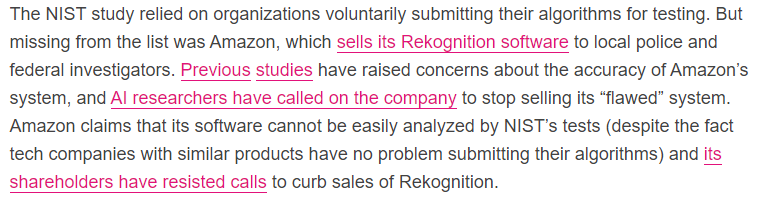 The NIST study relied on organizations voluntarily submitting their algorithms for testing. But
missing from the list was Amazon, which sells its Rekognition software to local police and
federal investigators. Previous studies have raised concerns about the accuracy of Amazon’s
system, and AI researchers have called on the company to stop selling its “flawed” system.
Amazon claims that its software cannot be easily analyzed by NIST’s tests (despite the fact
tech companies with similar products have no problem submitting their algorithms) and its
shareholders have resisted calls to curb sales of Rekognition.